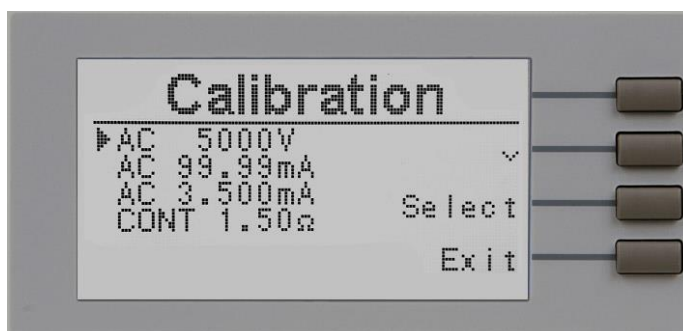 Calibration
AC 5000V
AC 99.99mA
AC 3.500mA
CONT 1.50Ω
Select
Exit